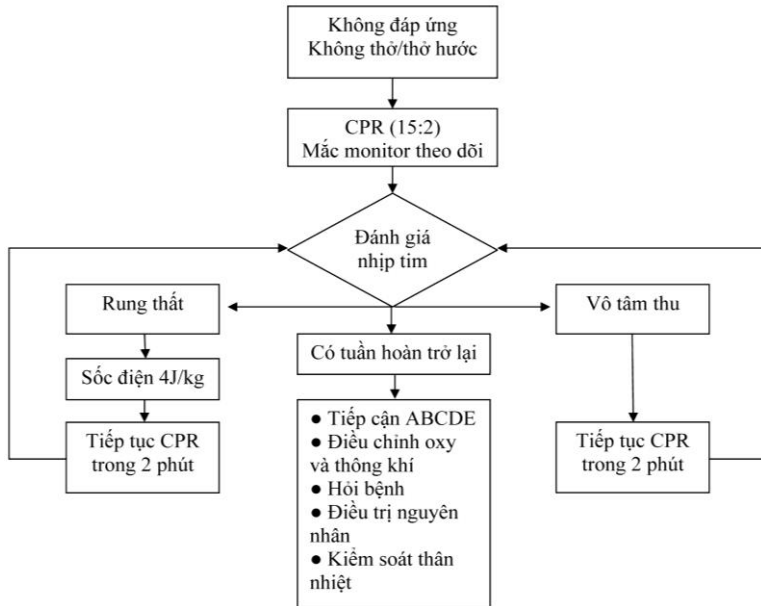 Không đáp ứng
Không thở/thở hước
CPR (15:2)
Mắc monitor theo dõi
Đánh giá
nhịp tim
Rung thất
Sốc điện 4J/kg
Tiếp tục CPR
trong 2 phút
Có tuần hoàn trở lại
● Tiếp cận ABCDE
● Điều chỉnh oxy
và thông khí
● Hỏi bệnh
● Điều trị nguyên
nhân
● Kiểm soát thân
nhiệt
Vô tâm thu
Tiếp tục CPR
trong 2 phút